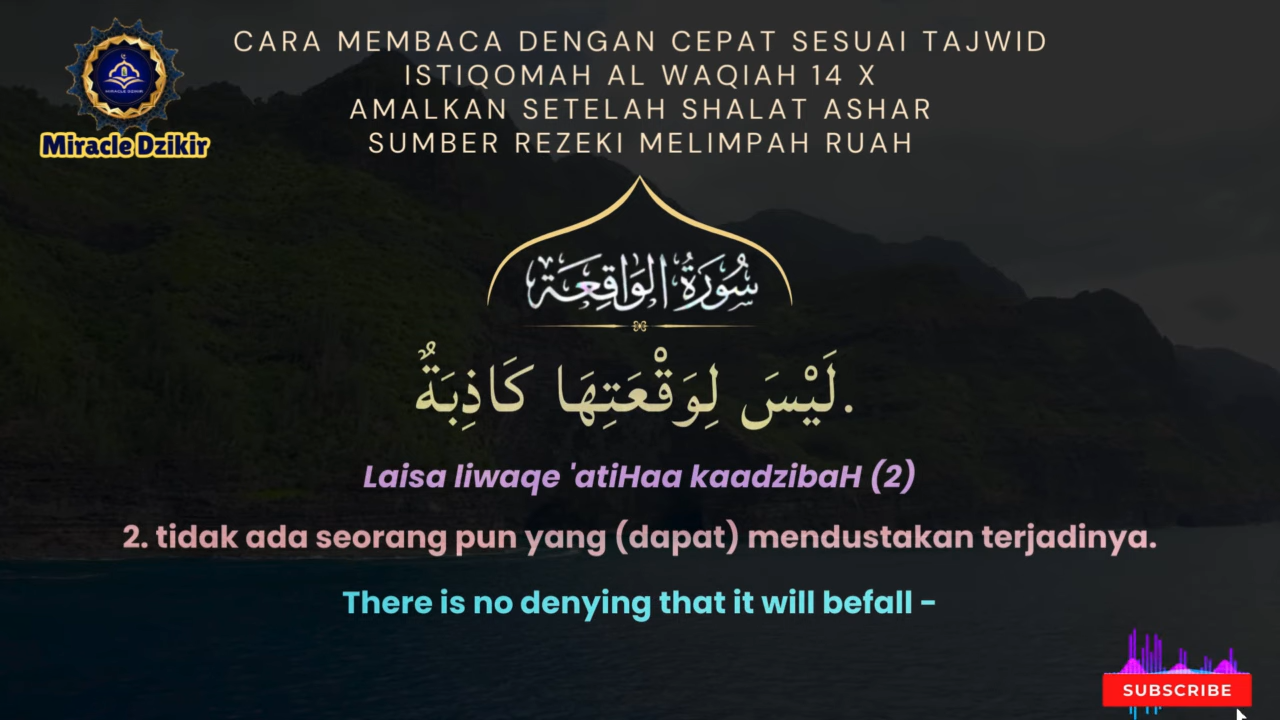 CARA MEMBACA DENGAN CEPAT SESUAI TAJWID
ISTIQOMAH AL WAQIAH 14 X
AMALKAN SETELAH SHALAT ASHAR
SUMBER REZEKI MELIMPAH RUAH
MIRACLE DZIKIR
Miracle Dzikir
سُورَةُ الوَاقِعَة
لَيْسَ لِوَقْعَتِهَا كَاذِبَةٌ.
Laisa liwaqe 'atiHaa kaadzibaH (2)
2. tidak ada seorang pun yang (dapat) mendustakan terjadinya.
There is no denying that it will befall -
SUBSCRIBE